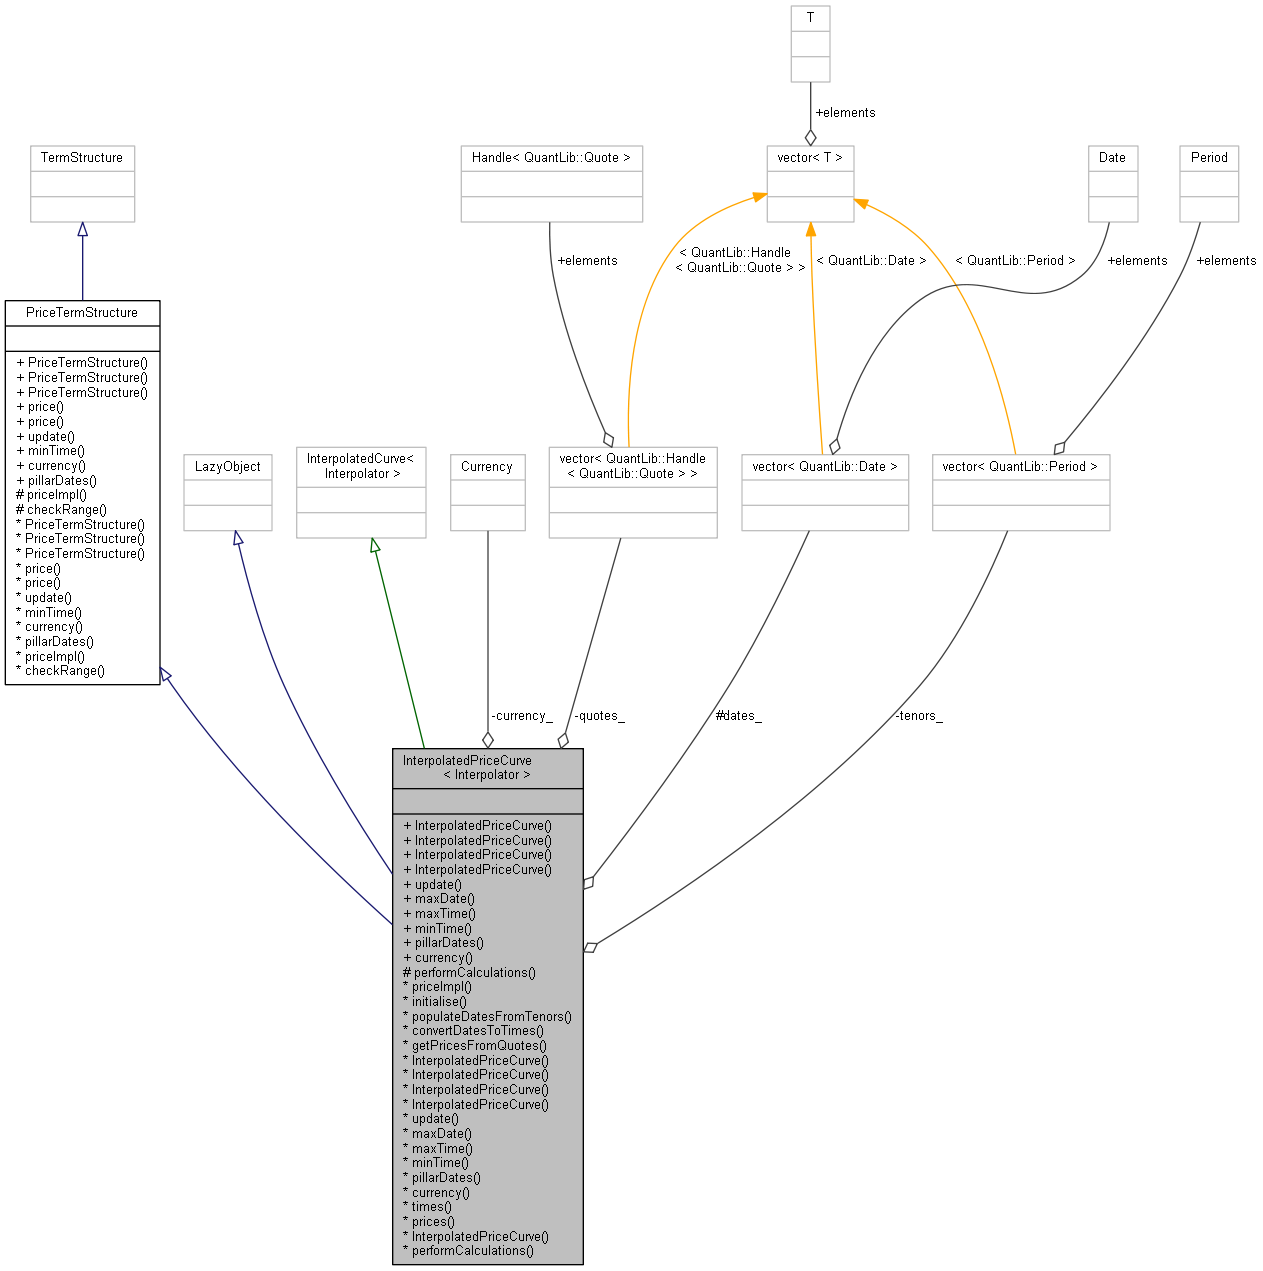 T
+elements
TermStructure
Handle< QuantLib::Quote >
vector< T >
Date
Period
+elements
< QuantLib::Handle
< QuantLib::Quote > >
< QuantLib::Date >
< QuantLib::Period >
+elements
+elements
PriceTermStructure
+ PriceTermStructure()
+ PriceTermStructure()
+ PriceTermStructure()
+ price()
+ price()
+ update()
+ minTime()
+ currency()
+ pillarDates()
# priceImpl()
# checkRange()
* PriceTermStructure()
* PriceTermStructure()
* PriceTermStructure()
* price()
* price()
* update()
* minTime()
* currency()
* pillarDates()
* priceImpl()
* checkRange()
LazyObject
InterpolatedCurve<
Interpolator >
Currency
vector< QuantLib::Handle
< QuantLib::Quote > >
vector< QuantLib::Date >
vector< QuantLib::Period >
-currency_
-quotes_
#dates_
-tenors_
InterpolatedPriceCurve
< Interpolator >
+ InterpolatedPriceCurve()
+ InterpolatedPriceCurve()
+ InterpolatedPriceCurve()
+ InterpolatedPriceCurve()
+ update()
+ maxDate()
+ maxTime()
+ minTime()
+ pillarDates()
+ currency()
# performCalculations()
* priceImpl()
* initialise()
* populateDatesFromTenors()
* convertDatesToTimes()
* getPricesFromQuotes()
* InterpolatedPriceCurve()
* InterpolatedPriceCurve()
* InterpolatedPriceCurve()
* InterpolatedPriceCurve()
* update()
* maxDate()
* maxTime()
* minTime()
* pillarDates()
* currency()
* times()
* prices()
* InterpolatedPriceCurve()
* performCalculations()